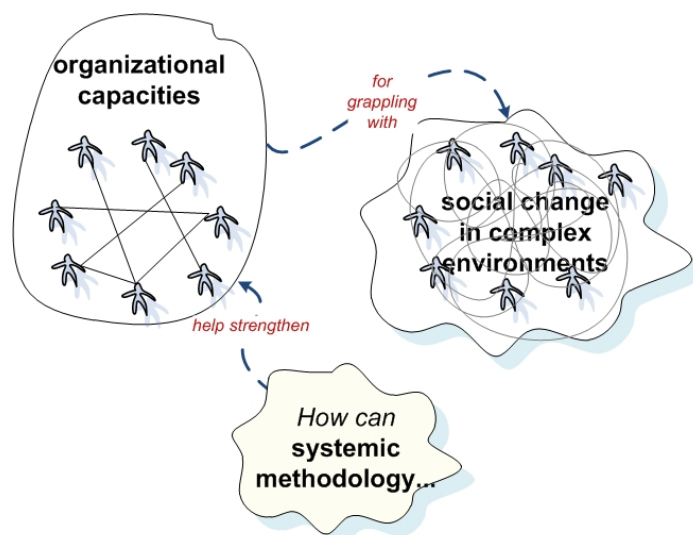 organizational
capacities
for
grappling
with
social change
in complex
environments
help strengthen
How can
systemic
methodology...